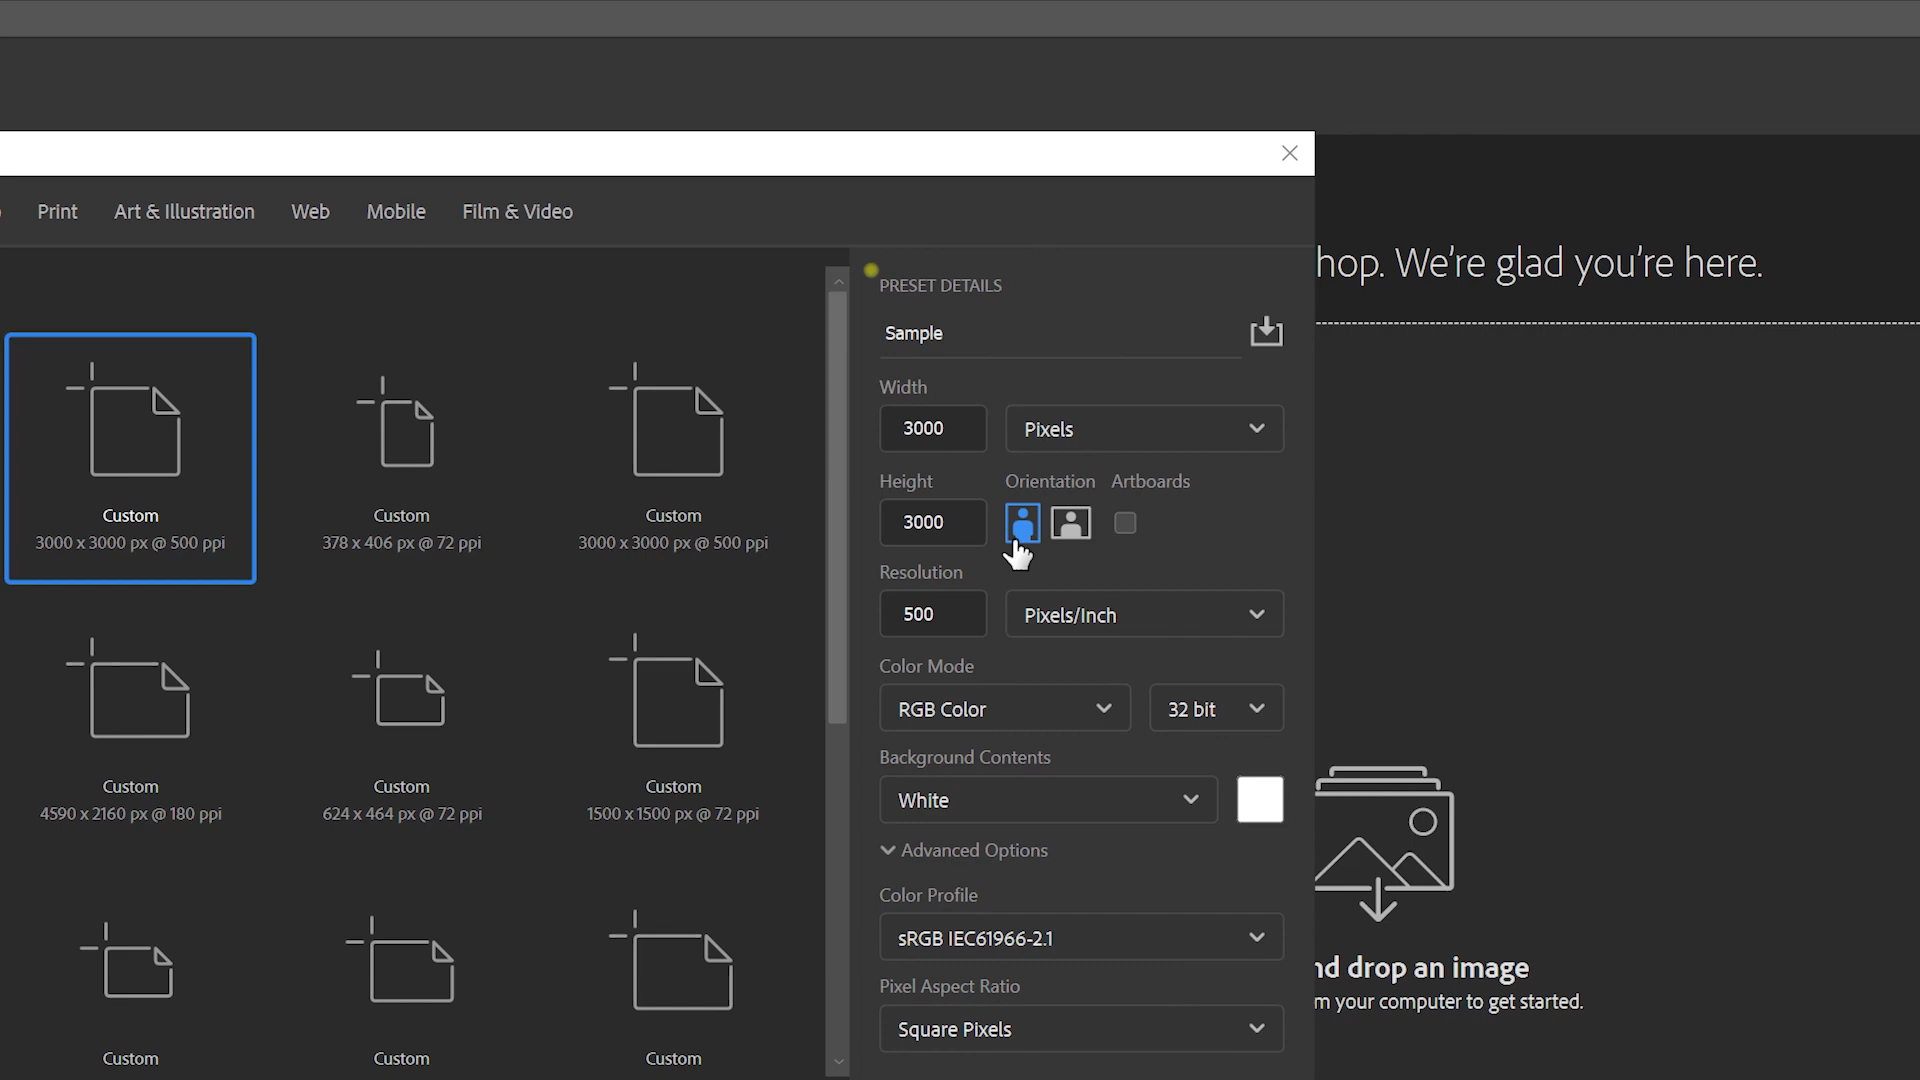 Print Art & Illustration Web Mobile Film & Video
hop. We're glad you're here.
PRESET DETAILS
Sample
Width
3000 Pixels
Height Orientation Artboards
3000
Resolution
500 Pixels/Inch
Color Mode
RGB Color 32 bit
Background Contents
White
Advanced Options
Color Profile
sRGB IEC61966-2.1
Pixel Aspect Ratio
Square Pixels
Custom
3000 x 3000 px @ 500 ppi
Custom
378 x 406 px @ 72 ppi
Custom
3000 x 3000 px @ 500 ppi
Custom
4590 x 2160 px @ 180 ppi
Custom
624 x 464 px @ 72 ppi
Custom
1500 x 1500 px @ 72 ppi
Custom
Custom
Custom
nd drop an image
m your computer to get started.